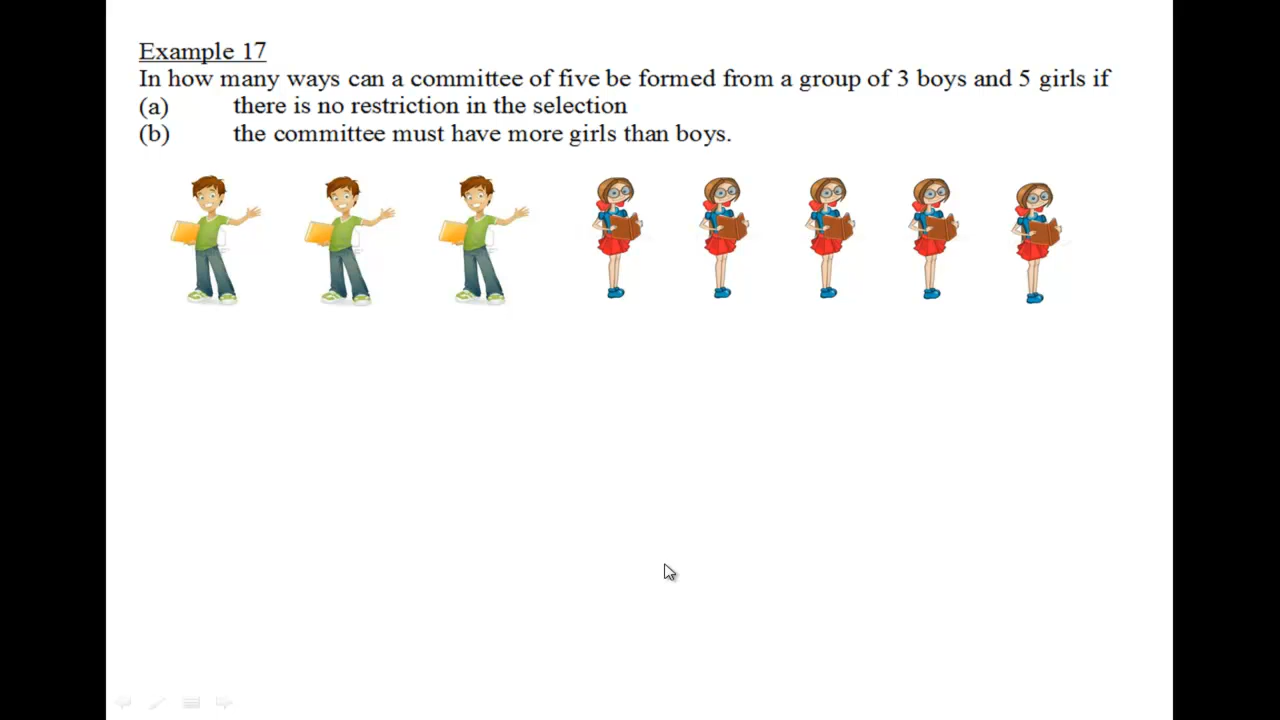 Example 17
In how many ways can a committee of five be formed from a group of 3 boys and 5 girls if
(a) there is no restriction in the selection
(b) the committee must have more girls than boys.